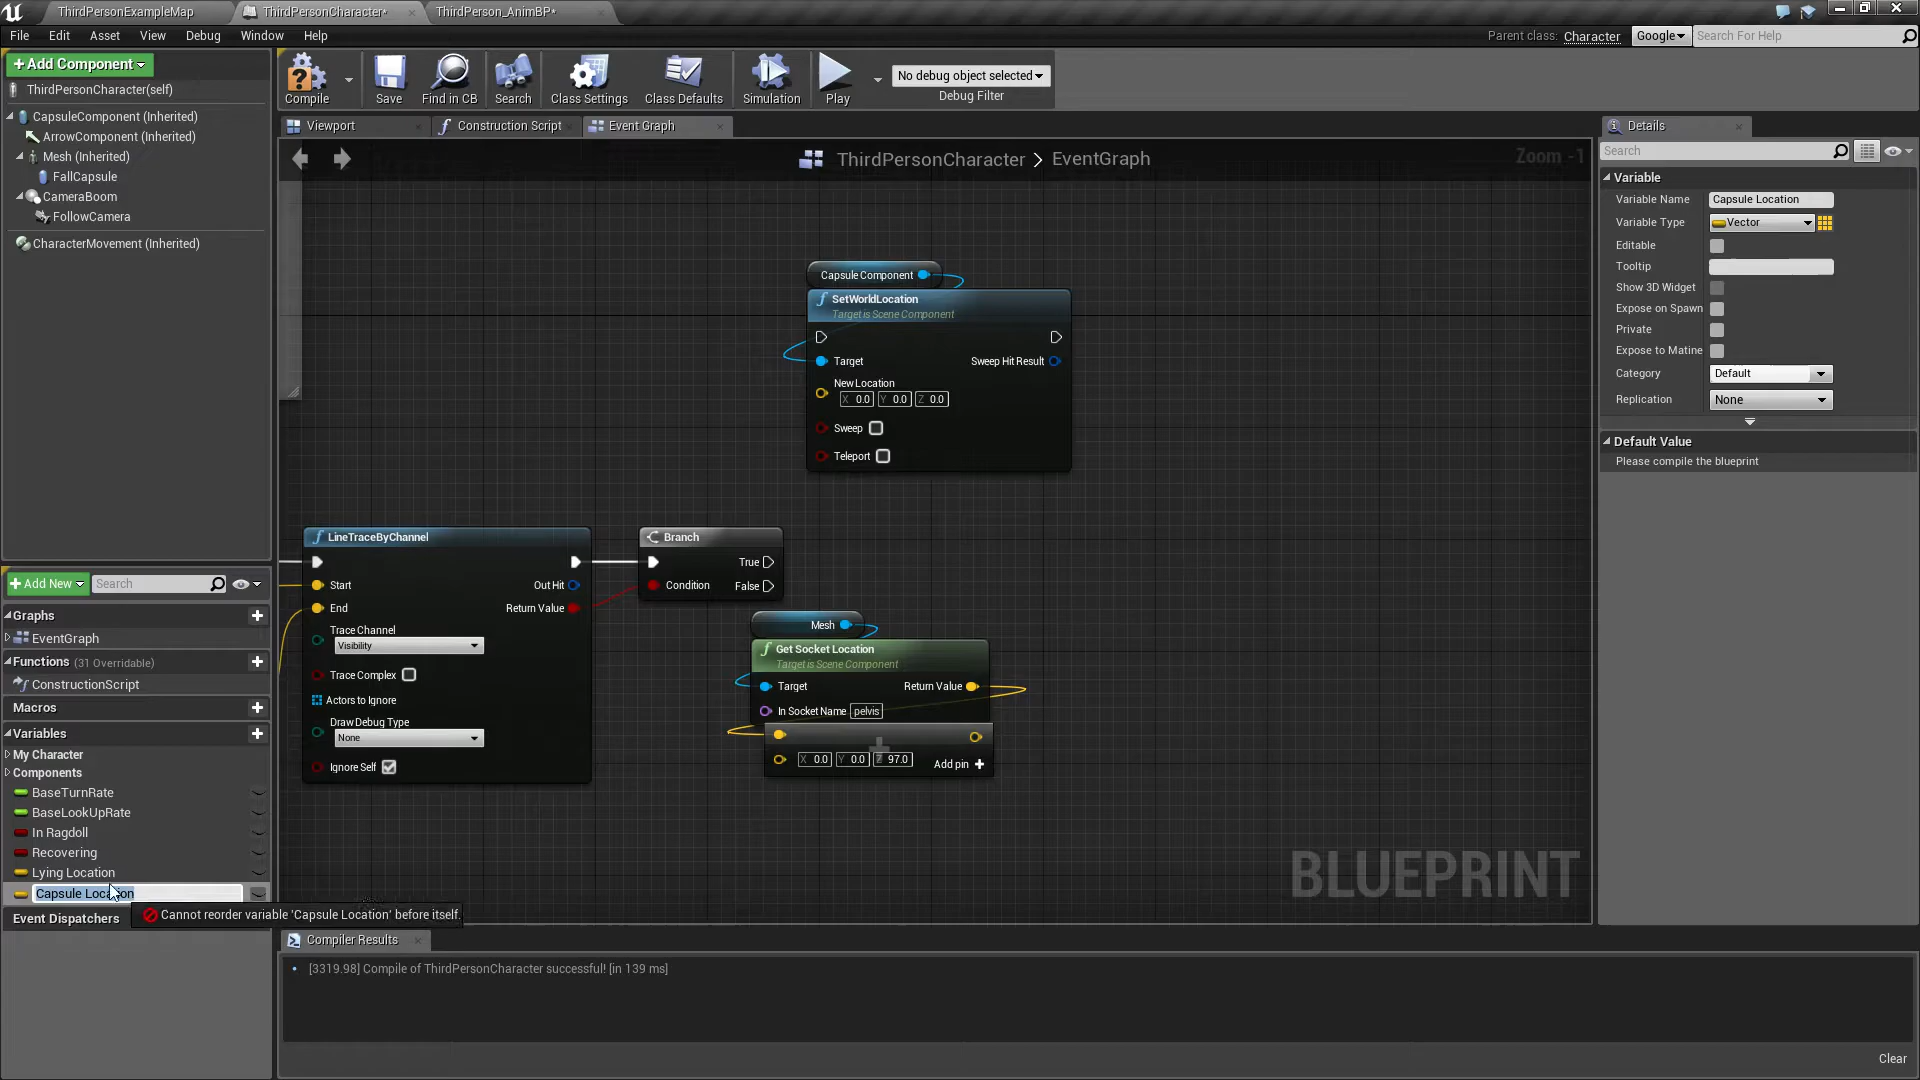 ThirdPersonExampleMap
ThirdPersonCharacter*
ThirdPerson_AnimBP*
File Edit Asset View Debug Window Help
Parent class: Character
Google
Search For Help
Add Component
ThirdPersonCharacter(self)
CapsuleComponent (Inherited)
ArrowComponent (Inherited)
Mesh (Inherited)
FallCapsule
CameraBoom
FollowCamera
CharacterMovement (Inherited)
Compile
Save
Find in CB
Search
Class Settings
Class Defaults
Simulation
Play
No debug object selected
Debug Filter
Viewport
Construction Script
Event Graph
ThirdPersonCharacter > EventGraph
Zoom -1
Capsule Component
SetWorldLocation
Target is Scene Component
Target
Sweep Hit Result
New Location
X 0.0 Y 0.0 Z 0.0
Sweep
Teleport
LineTraceByChannel
Start
Out Hit
End
Return Value
Trace Channel
Visibility
Trace Complex
Actors to Ignore
Draw Debug Type
None
Ignore Self
Branch
True
Condition
False
Mesh
Get Socket Location
Target is Scene Component
Target
Return Value
In Socket Name pelvis
X 0.0 Y 0.0 Z 97.0
Add pin
BLUEPRINT
Add New
Search
Graphs
EventGraph
Functions (31 Overridable)
ConstructionScript
Macros
Variables
My Character
Components
BaseTurnRate
BaseLookUpRate
In Ragdoll
Recovering
Lying Location
Capsule Location
Event Dispatchers
Cannot reorder variable 'Capsule Location' before itself.
Compiler Results
[3319.98] Compile of ThirdPersonCharacter successful! [in 139 ms]
Clear
Details
Search
Variable
Variable Name Capsule Location
Variable Type Vector
Editable
Tooltip
Show 3D Widget
Expose on Spawn
Private
Expose to Matine
Category Default
Replication None
Default Value
Please compile the blueprint